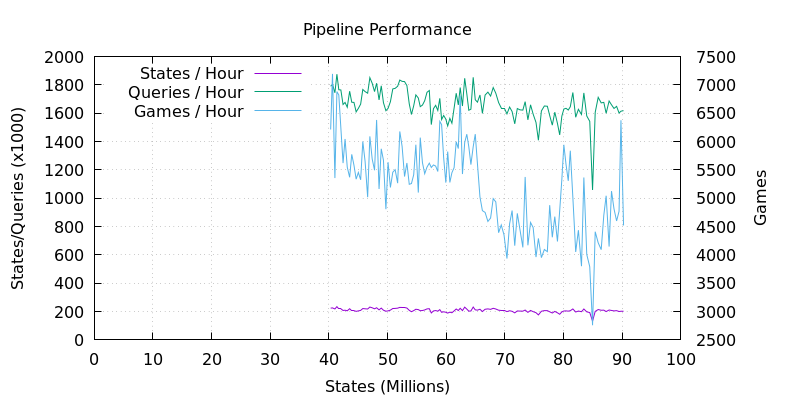 Pipeline Performance
States / Hour
Queries / Hour
Games / Hour
States/Queries (x1000)
2000
1800
1600
1400
1200
1000
800
600
400
200
0
7500
7000
6500
6000
5500
5000
4500
4000
3500
3000
2500
Games
0 10 20 30 40 50 60 70 80 90 100
States (Millions)